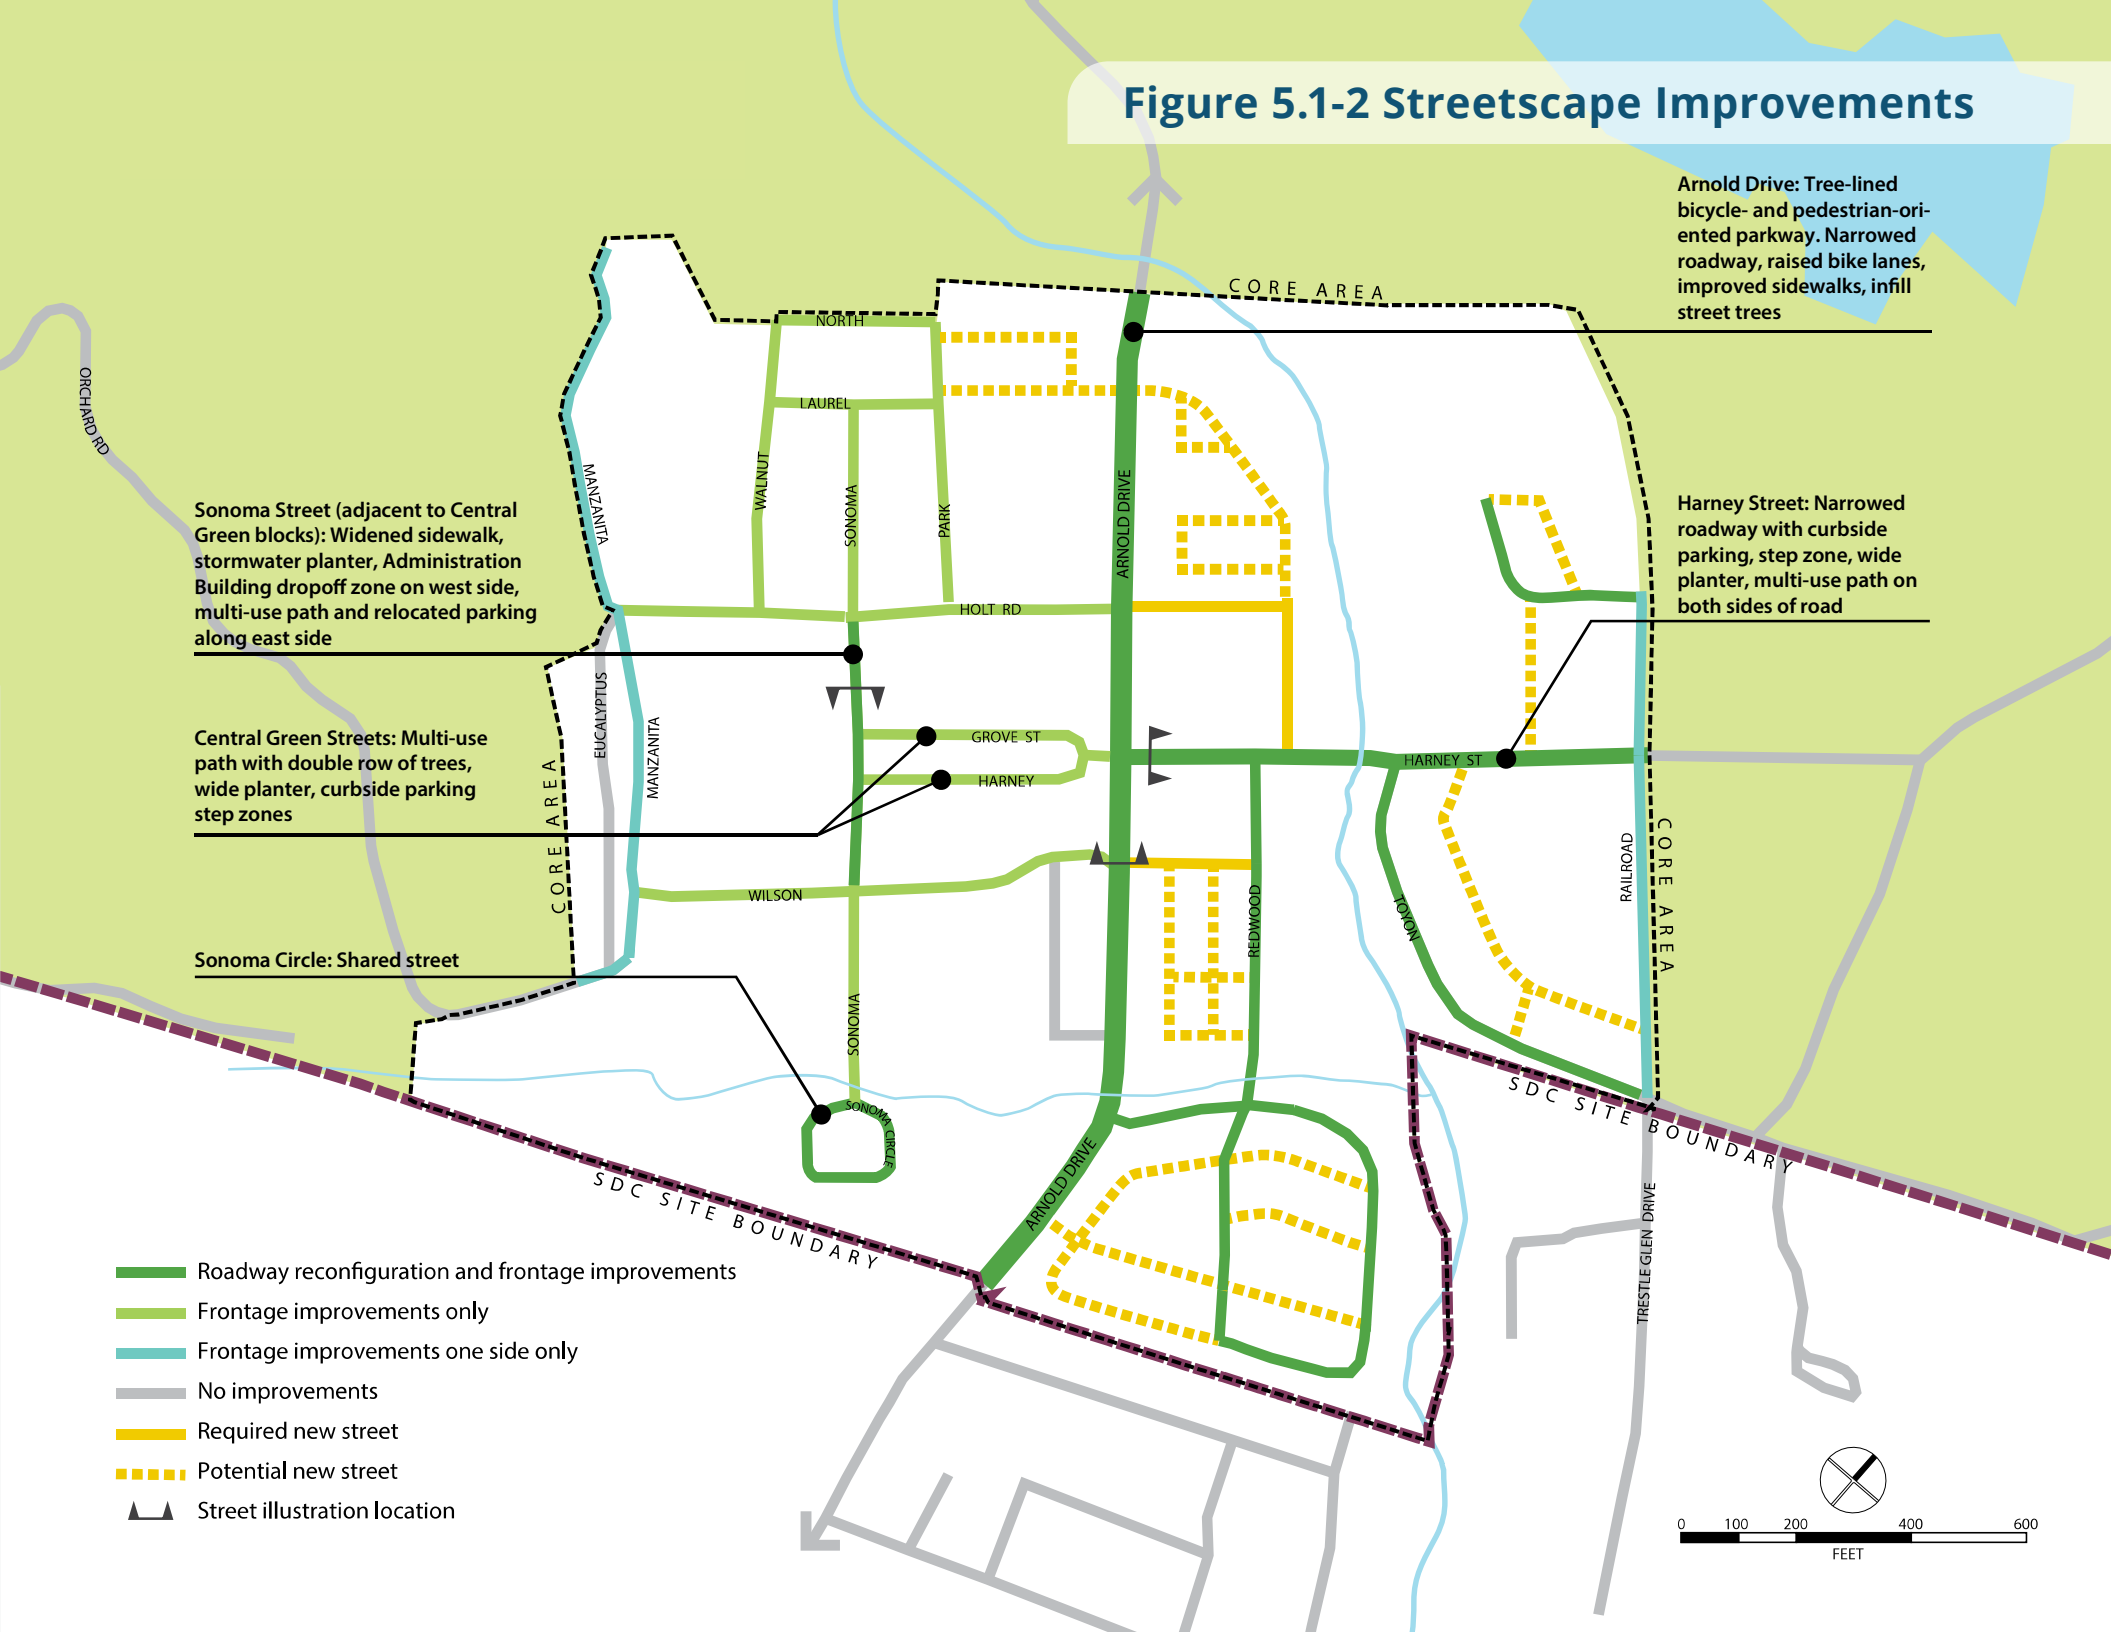 Figure 5.1-2 Streetscape Improvements
Arnold Drive: Tree-lined
bicycle- and pedestrian-ori-
ented parkway. Narrowed
roadway, raised bike lanes,
improved sidewalks, infill
street trees
CORE AREA
NORTH
ORCHARD RD
LAUREL
MANZANITA
WALNUT
SONOMA
PARK
ARNOLD DRIVE
Sonoma Street (adjacent to Central
Green blocks): Widened sidewalk,
stormwater planter, Administration
Building dropoff zone on west side,
multi-use path and relocated parking
along east side
Harney Street: Narrowed
roadway with curbside
parking, step zone, wide
planter, multi-use path on
both sides of road
HOLT RD
EUCALYPTUS
MANZANITA
Central Green Streets: Multi-use
path with double row of trees,
wide planter, curbside parking
step zones
GROVE ST
HARNEY
HARNEY ST
CORE AREA
RAILROAD
CORE AREA
WILSON
REDWOOD
TOYON
Sonoma Circle: Shared street
SONOMA
SONOMA CIRCLE
SDC SITE BOUNDARY
ARNOLD DRIVE
SDC SITE BOUNDARY
TRESTLE GLEN DRIVE
Roadway reconfiguration and frontage improvements
Frontage improvements only
Frontage improvements one side only
No improvements
Required new street
Potential new street
Street illustration location
0 100 200 400 600
FEET